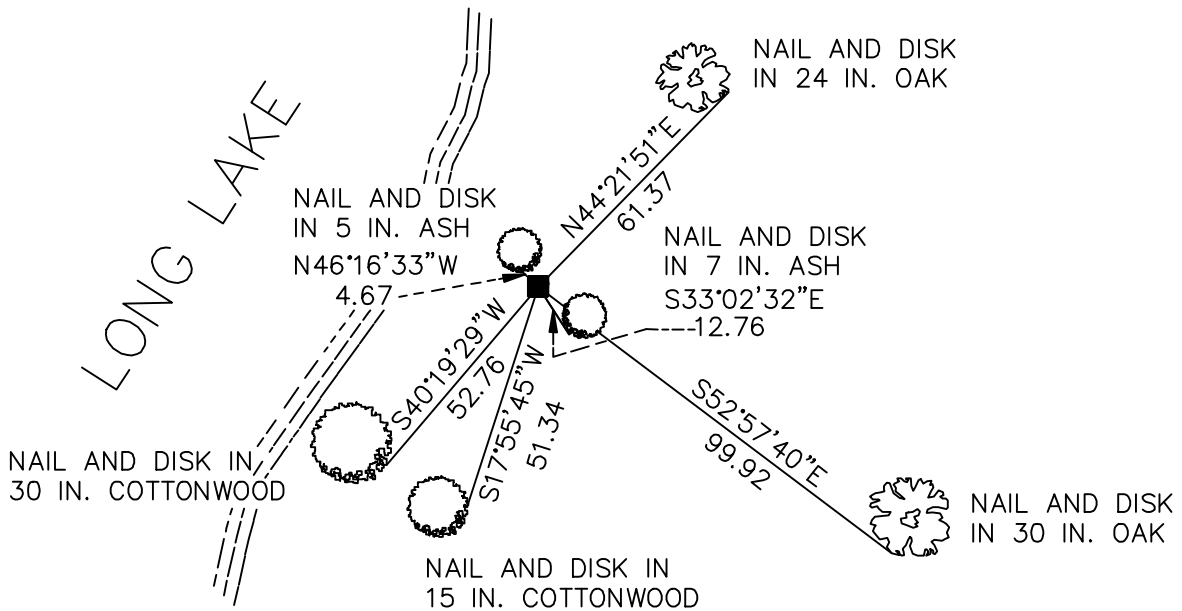 NAIL AND DISK
IN 24 IN. OAK
LONG LAKE
N44°21'51"E
61.37
NAIL AND DISK
IN 5 IN. ASH
N46°16'33"W
4.67
NAIL AND DISK
IN 7 IN. ASH
S33°02'32"E
12.76
S40°19'29"W
52.76
S17°55'45"W
51.34
S52°57'40"E
99.92
NAIL AND DISK IN
30 IN. COTTONWOOD
NAIL AND DISK
IN 30 IN. OAK
NAIL AND DISK IN
15 IN. COTTONWOOD